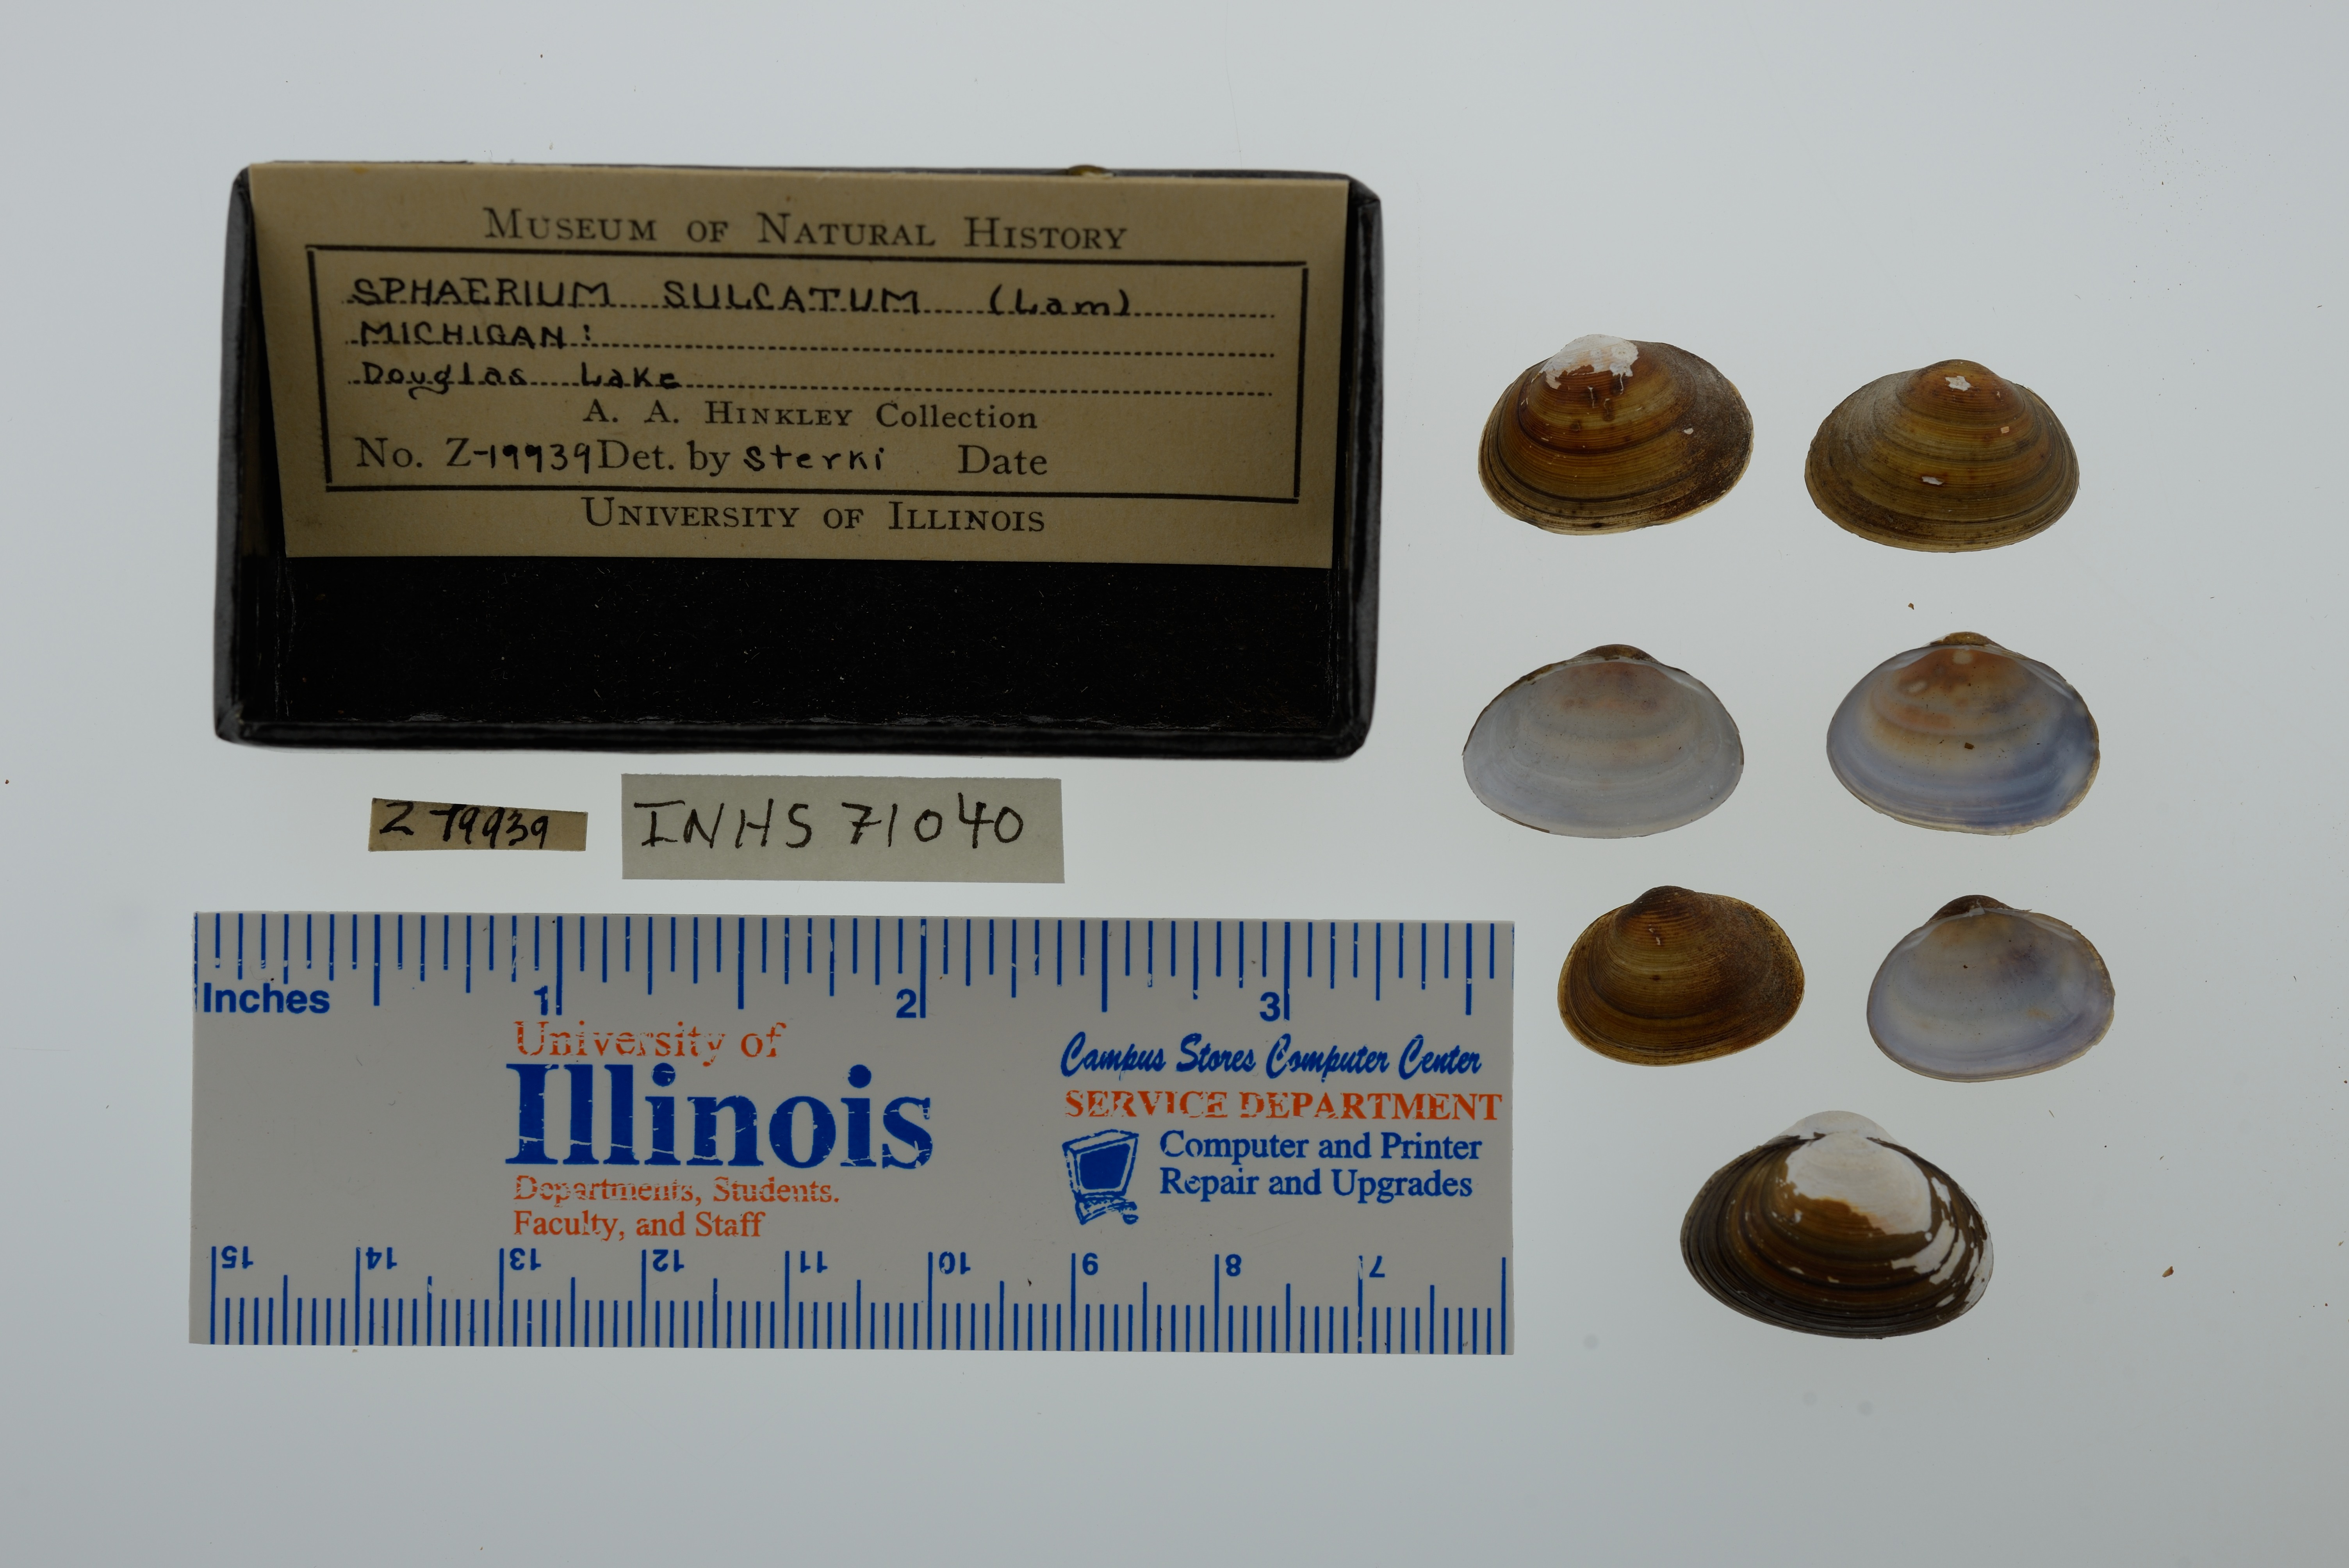 MUSEUM OF NATURAL HISTORY
SPHAERIUM SULCATUM (Lam)
MICHIGAN:
Douglas Lake
A. A. HINKLEY Collection
No. Z-19939 Det. by Sterki Date
UNIVERSITY OF ILLINOIS
Z 19939
INHS 71040
Inches 1 2 3
University of
Illinois
Departments, Students.
Faculty, and Staff
Campus Stores Computer Center
SERVICE DEPARTMENT
Computer and Printer
Repair and Upgrades
15 14 13 12 11 10 9 8 7